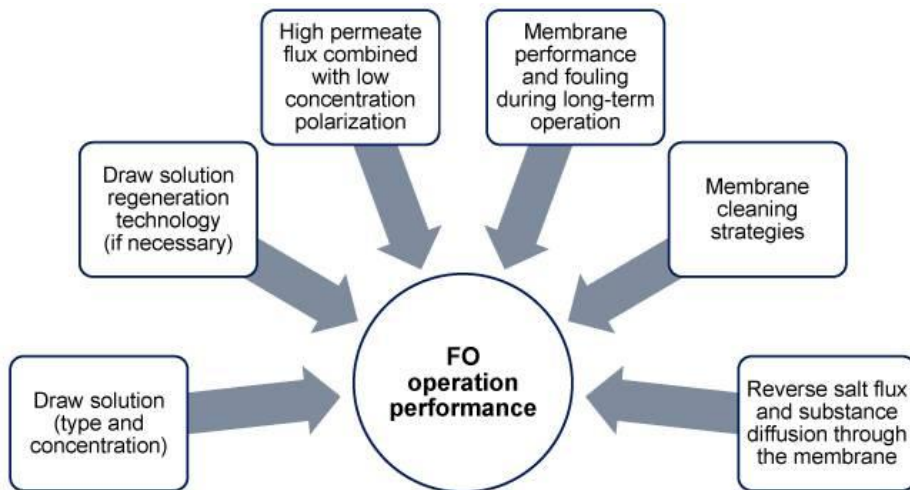 High permeate
flux combined
with low
concentration
polarization
Membrane
performance
and fouling
during long-term
operation
Draw solution
regeneration
technology
(if necessary)
Membrane
cleaning
strategies
FO
operation
performance
Draw solution
(type and
concentration)
Reverse salt flux
and substance
diffusion through
the membrane